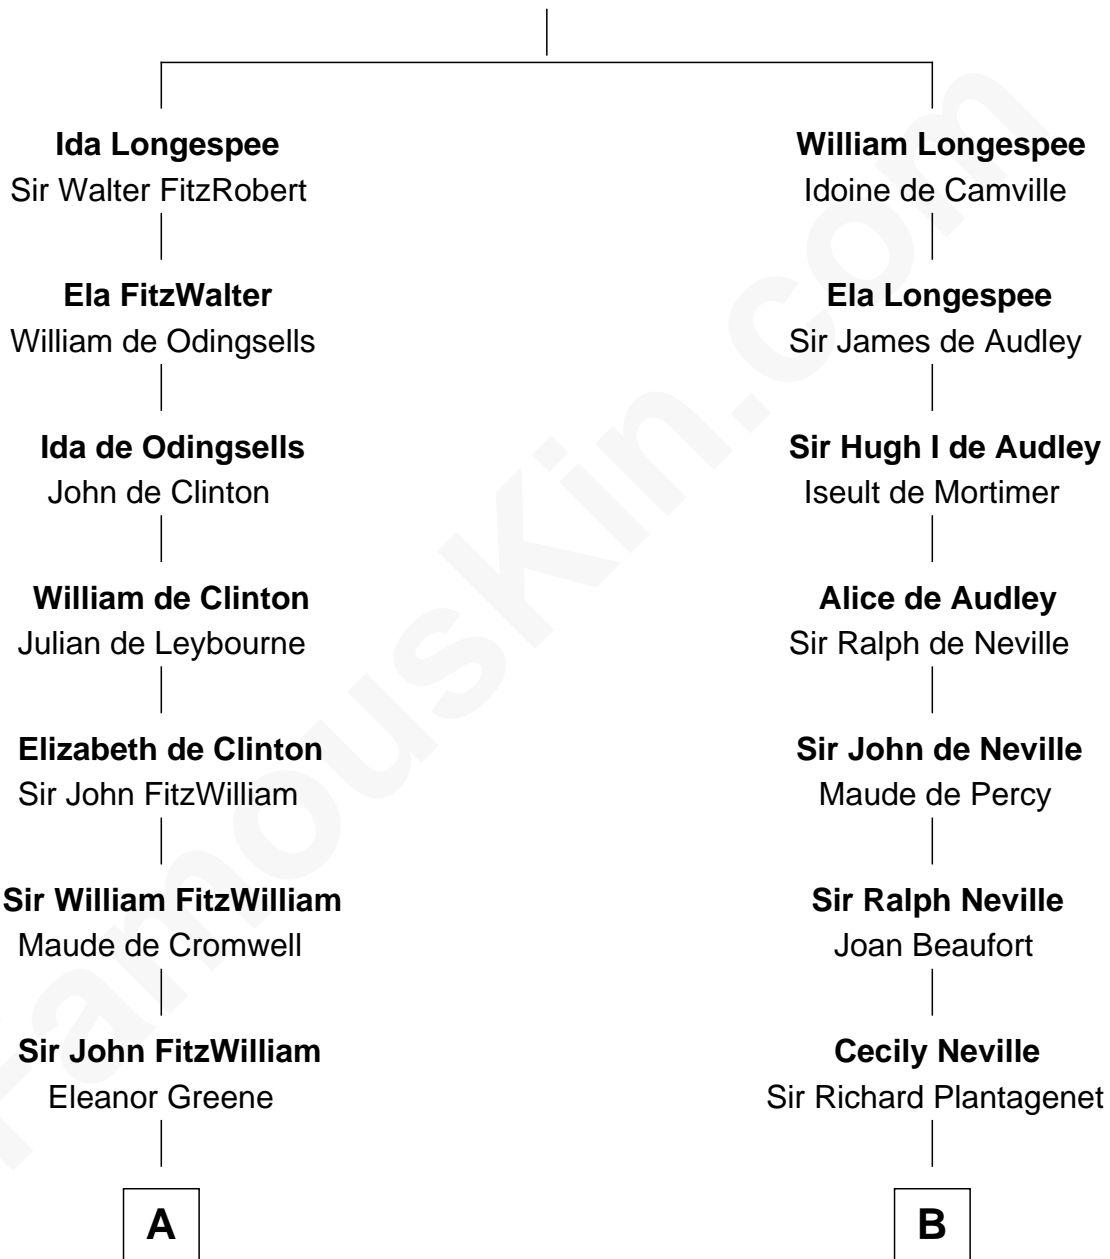 Ida Longespee
Sir Walter FitzRobert
Ela FitzWalter
William de Odingsells
Ida de Odingsells
John de Clinton
William de Clinton
Julian de Leybourne
Elizabeth de Clinton
Sir John FitzWilliam
Sir William FitzWilliam
Maude de Cromwell
Sir John FitzWilliam
Eleanor Greene
A
William Longespee
Idoine de Camville
Ela Longespee
Sir James de Audley
Sir Hugh I de Audley
Iseult de Mortimer
Alice de Audley
Sir Ralph de Neville
Sir John de Neville
Maude de Percy
Sir Ralph Neville
Joan Beaufort
Cecily Neville
Sir Richard Plantagenet
B
FamousKin.com